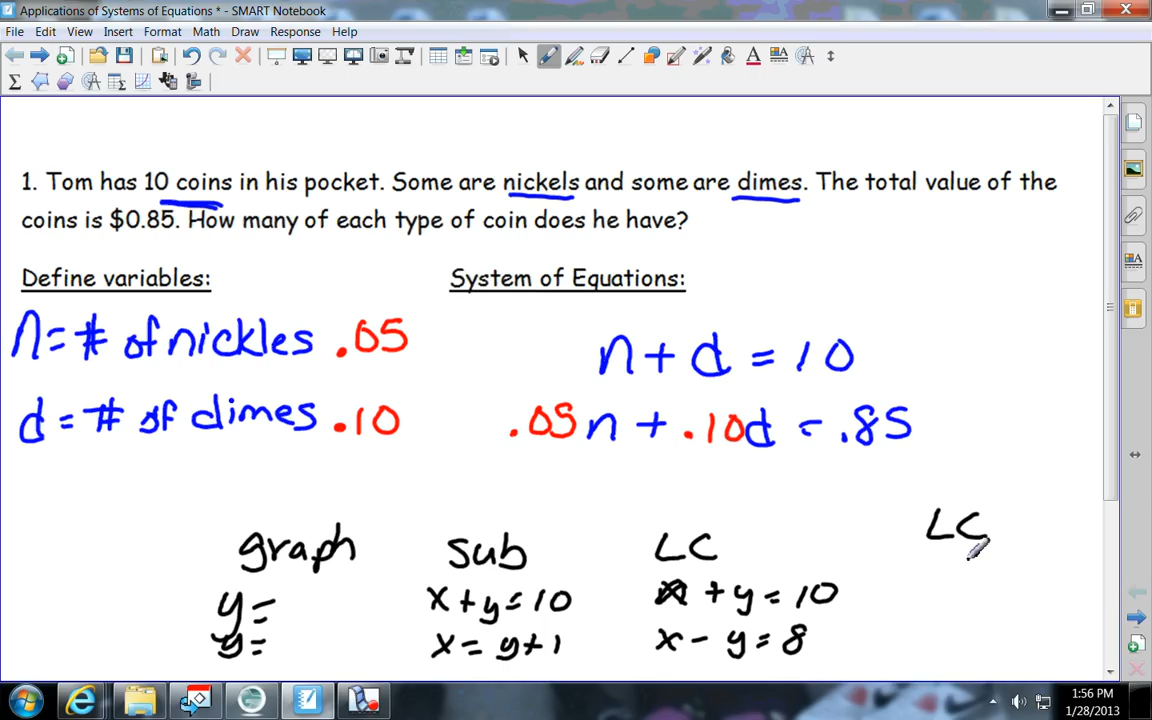 Applications of Systems of Equations * - SMART Notebook
File Edit View Insert Format Math Draw Response Help
1. Tom has 10 coins in his pocket. Some are nickels and some are dimes. The total value of the
coins is $0.85. How many of each type of coin does he have?
Define variables: System of Equations:
n = # of nickles .05
n + d = 10
d = # of dimes .10
.05n + .10d = .85
graph sub LC LC
y= x+y=10 x + y = 10
y= x = y+1 x - y = 8
1:56 PM
1/28/2013